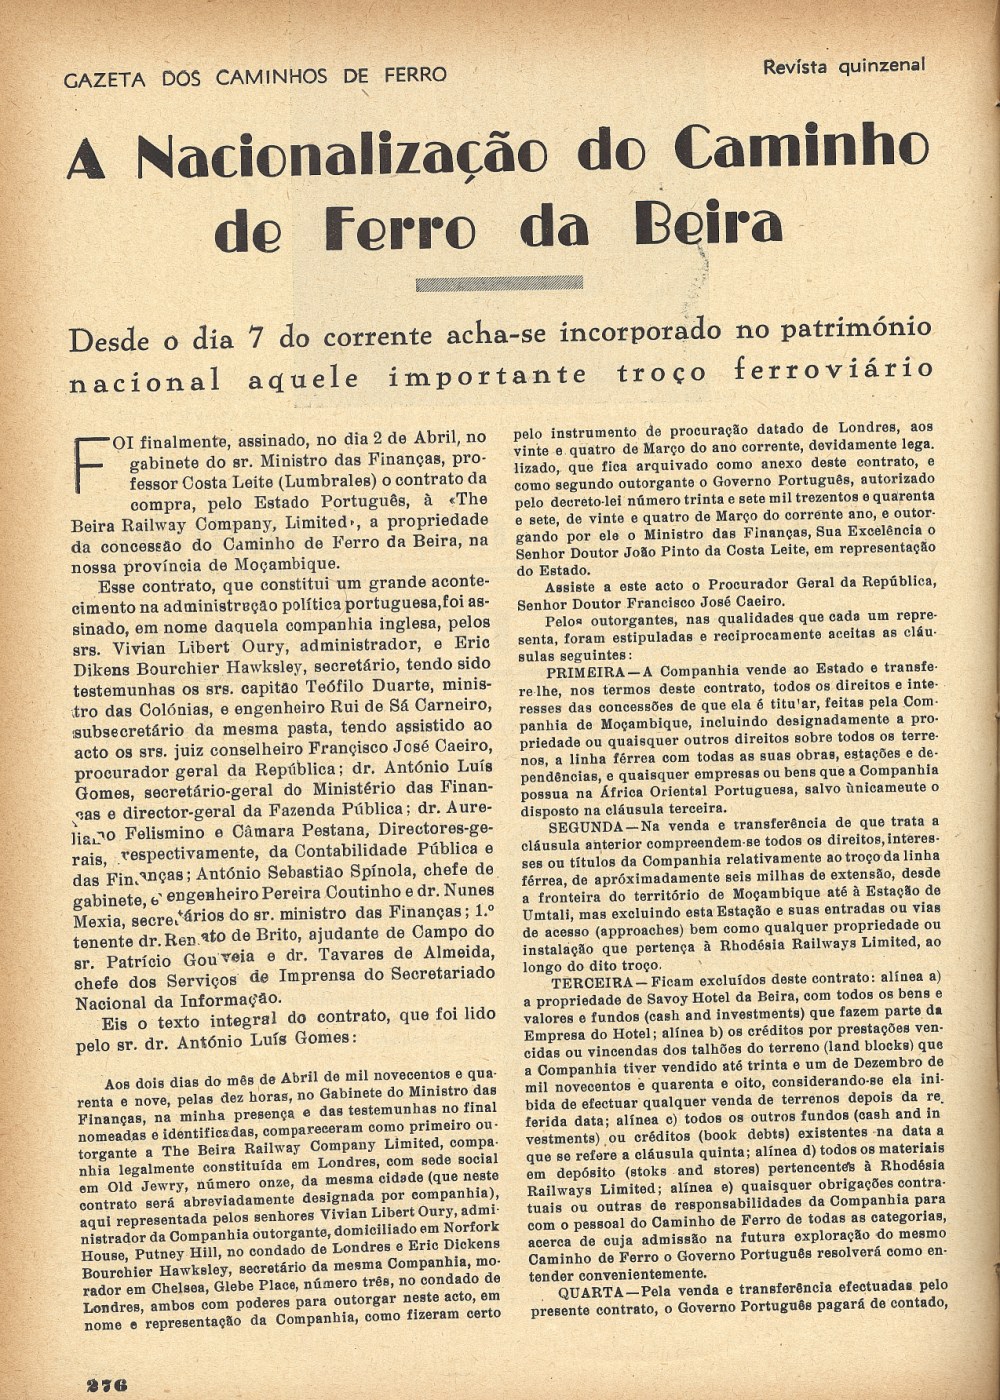 GAZETA DOS CAMINHOS DE FERRO
Revista quinzenal
A Nacionalização do Caminho
de Ferro da Beira
Desde o dia 7 do corrente acha-se incorporado no património
nacional aquele importante troço ferroviário
FOI finalmente, assinado, no dia 2 de Abril, no
gabinete do sr. Ministro das Finanças, pro-
fessor Costa Leite (Lumbrales) o contrato da
compra, pelo Estado Português, à «The
Beira Railway Company, Limited», a propriedade
da concessão do Caminho de Ferro da Beira, na
nossa província de Moçambique.
Esse contrato, que constitui um grande aconte-
cimento na administração política portuguesa, foi as-
sinado, em nome daquela companhia inglesa, pelos
srs. Vivian Libert Oury, administrador, e Eric
Dikens Bourchier Hawksley, secretário, tendo sido
testemunhas os srs. capitão Teófilo Duarte, minis-
tro das Colónias, e engenheiro Rui de Sá Carneiro,
subsecretário da mesma pasta, tendo assistido ao
acto os srs. juiz conselheiro Françisco José Caeiro,
procurador geral da República; dr. António Luís
Gomes, secretário-geral do Ministério das Finan-
ças e director-geral da Fazenda Pública; dr. Aure-
liano Felismino e Câmara Pestana, Directores-ge-
rais, respectivamente, da Contabilidade Pública e
das Finanças; António Sebastião Spínola, chefe de
gabinete, e engenheiro Pereira Coutinho e dr. Nunes
Mexia, secretários do sr. ministro das Finanças; 1.º
tenente dr. Renato de Brito, ajudante de Campo do
sr. Patrício Gouveia e dr. Tavares de Almeida,
chefe dos Serviços de Imprensa do Secretariado
Nacional da Informação.
Eis o texto integral do contrato, que foi lido
pelo sr. dr. António Luís Gomes:
Aos dois dias do mês de Abril de mil novecentos e qua-
renta e nove, pelas dez horas, no Gabinete do Ministro das
Finanças, na minha presença e das testemunhas no final
nomeadas e identificadas, compareceram como primeiro ou-
torgante a The Beira Railway Company Limited, compa-
nhia legalmente constituída em Londres, com sede social
em Old Jewry, número onze, da mesma cidade (que neste
contrato será abreviadamente designada por companhia),
aqui representada pelos senhores Vivian Libert Oury, admi-
nistrador da Companhia outorgante, domiciliado em Norfork
House, Putney Hill, no condado de Londres e Eric Dickens
Bourchier Hawksley, secretário da mesma Companhia, mo-
rador em Chelsea, Glebe Place, número três, no condado de
Londres, ambos com poderes para outorgar neste acto, em
nome e representação da Companhia, como fizeram certo
pelo instrumento de procuração datado de Londres, aos
vinte e quatro de Março do ano corrente, devidamente lega.
lizado, que fica arquivado como anexo deste contrato, e
como segundo outorgante o Governo Português, autorizado
pelo decreto-lei número trinta e sete mil trezentos e quarenta
e sete, de vinte e quatro de Março do corrente ano, e outor-
gando por ele o Ministro das Finanças, Sua Excelência o
Senhor Doutor João Pinto da Costa Leite, em representação
do Estado.
Assiste a este acto o Procurador Geral da República,
Senhor Doutor Francisco José Caeiro.
Pelos outorgantes, nas qualidades que cada um repre-
senta, foram estipuladas e reciprocamente aceitas as cláu-
sulas seguintes:
PRIMEIRA—A Companhia vende ao Estado e transfe-
re-lhe, nos termos deste contrato, todos os direitos e inte-
resses das concessões de que ela é titu'ar, feitas pela Com-
panhia de Moçambique, incluindo designadamente a pro-
priedade ou quaisquer outros direitos sobre todos os terre-
nos, a linha férrea com todas as suas obras, estações e de-
pendências, e quaisquer empresas ou bens que a Companhia
possua na África Oriental Portuguesa, salvo ùnicamente o
disposto na cláusula terceira.
SEGUNDA—Na venda e transferência de que trata a
cláusula anterior compreendem-se todos os direitos, interes-
ses ou títulos da Companhia relativamente ao troço da linha
férrea, de apróximadamente seis milhas de extensão, desde
a fronteira do território de Moçambique até à Estação de
Umtali, mas excluindo esta Estação e suas entradas ou vias
de acesso (approaches) bem como qualquer propriedade ou
instalação que pertença à Rhodésia Railways Limited, ao
longo do dito troço.
TERCEIRA—Ficam excluídos deste contrato: alínea a)
a propriedade de Savoy Hotel da Beira, com todos os bens e
valores e fundos (cash and investments) que fazem parte da
Empresa do Hotel; alínea b) os créditos por prestações ven-
cidas ou vincendas dos talhões do terreno (land blocks) que
a Companhia tiver vendido até trinta e um de Dezembro de
mil novecentos e quarenta e oito, considerando-se ela ini-
bida de efectuar qualquer venda de terrenos depois da re.
ferida data; alínea c) todos os outros fundos (cash and in
vestments) ou créditos (book debts) existentes na data a
que se refere a cláusula quinta; alínea d) todos os materiais
em depósito (stoks and stores) pertencentes à Rhodésia
Railways Limited; alínea e) quaisquer obrigações contra-
tuais ou outras de responsabilidades da Companhia para
com o pessoal do Caminho de Ferro de todas as categorias,
acerca de cuja admissão na futura exploração do mesmo
Caminho de Ferro o Governo Português resolverá como en-
tender convenientemente.
QUARTA—Pela venda e transferência efectuadas pelo
presente contrato, o Governo Português pagará de contado,
276